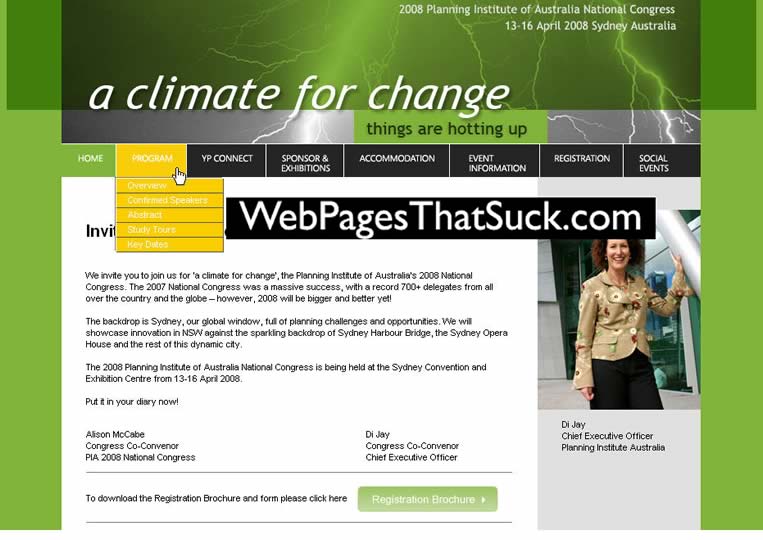 2008 Planning Institute of Australia National Congress
13-16 April 2008 Sydney Australia
a climate for change
things are hotting up
HOME
PROGRAM
YP CONNECT
SPONSOR &
EXHIBITIONS
ACCOMMODATION
EVENT
INFORMATION
REGISTRATION
SOCIAL
EVENTS
Overview
Confirmed Speakers
Abstract
Study Tours
Key Dates
WebPagesThatSuck.com
We invite you to join us for 'a climate for change', the Planning Institute of Australia's 2008 National
Congress. The 2007 National Congress was a massive success, with a record 700+ delegates from all
over the country and the globe – however, 2008 will be bigger and better yet!
The backdrop is Sydney, our global window, full of planning challenges and opportunities. We will
showcase innovation in NSW against the sparkling backdrop of Sydney Harbour Bridge, the Sydney Opera
House and the rest of this dynamic city.
The 2008 Planning Institute of Australia National Congress is being held at the Sydney Convention and
Exhibition Centre from 13-16 April 2008.
Put it in your diary now!
Alison McCabe
Congress Co-Convenor
PIA 2008 National Congress
Di Jay
Congress Co-Convenor
Chief Executive Officer
To download the Registration Brochure and form please click here
Registration Brochure
Di Jay
Chief Executive Officer
Planning Institute Australia